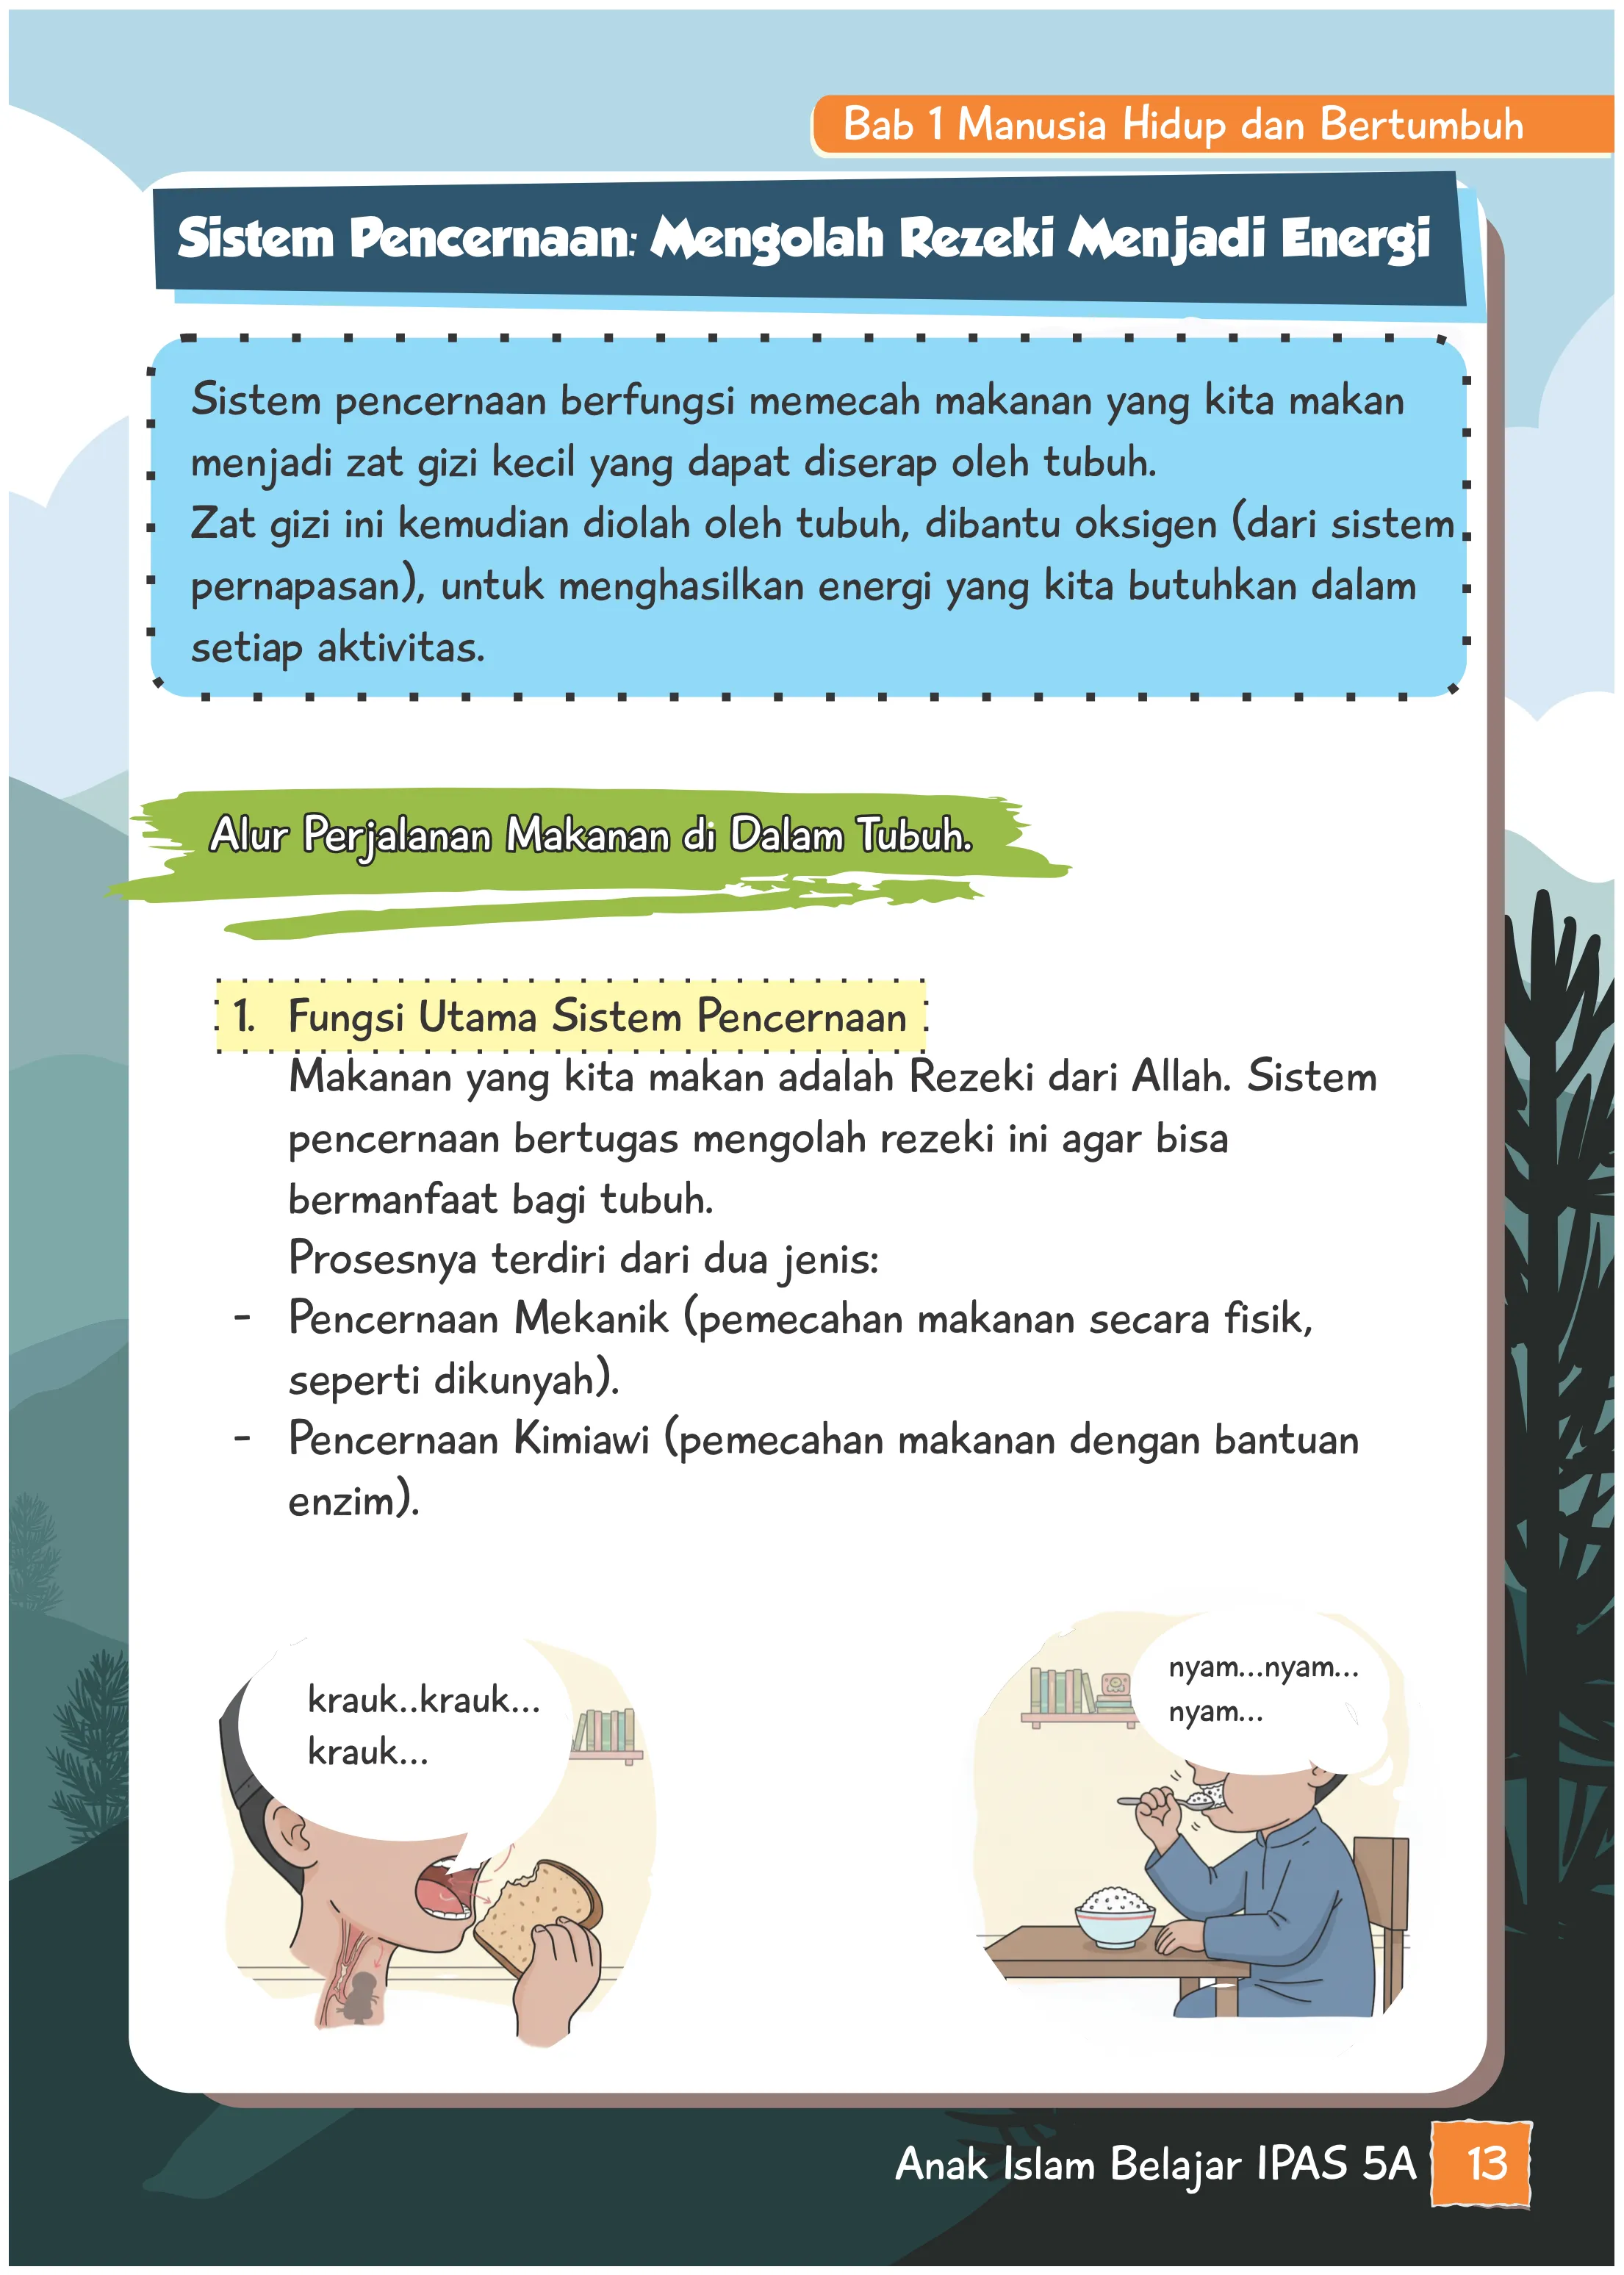 Bab 1 Manusia Hidup dan Bertumbuh
Sistem Pencernaan: Mengolah Rezeki Menjadi Energi
Sistem pencernaan berfungsi memecah makanan yang kita makan
menjadi zat gizi kecil yang dapat diserap oleh tubuh.
Zat gizi ini kemudian diolah oleh tubuh, dibantu oksigen (dari sistem
pernapasan), untuk menghasilkan energi yang kita butuhkan dalam
setiap aktivitas.
Alur Perjalanan Makanan di Dalam Tubuh.
1. Fungsi Utama Sistem Pencernaan
Makanan yang kita makan adalah Rezeki dari Allah. Sistem
pencernaan bertugas mengolah rezeki ini agar bisa
bermanfaat bagi tubuh.
Prosesnya terdiri dari dua jenis:
- Pencernaan Mekanik (pemecahan makanan secara fisik,
seperti dikunyah).
- Pencernaan Kimiawi (pemecahan makanan dengan bantuan
enzim).
krauk..krauk...
krauk...
nyam...nyam...
nyam...
Anak Islam Belajar IPAS 5A 13